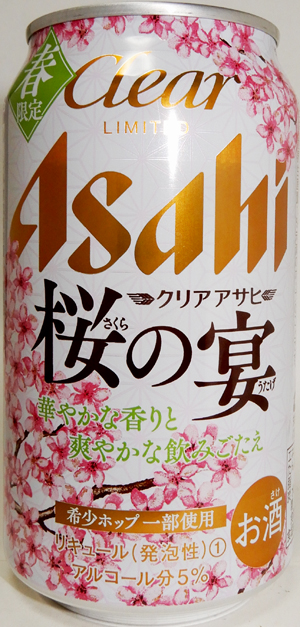 春
限定
Clear
LIMITED
Asahi
クリアアサヒ
桜の宴
さくら
うたげ
華やかな香りと
爽やかな飲みごたえ
希少ホップ一部使用
リキュール(発泡性)①
アルコール分5%
さけ
お酒